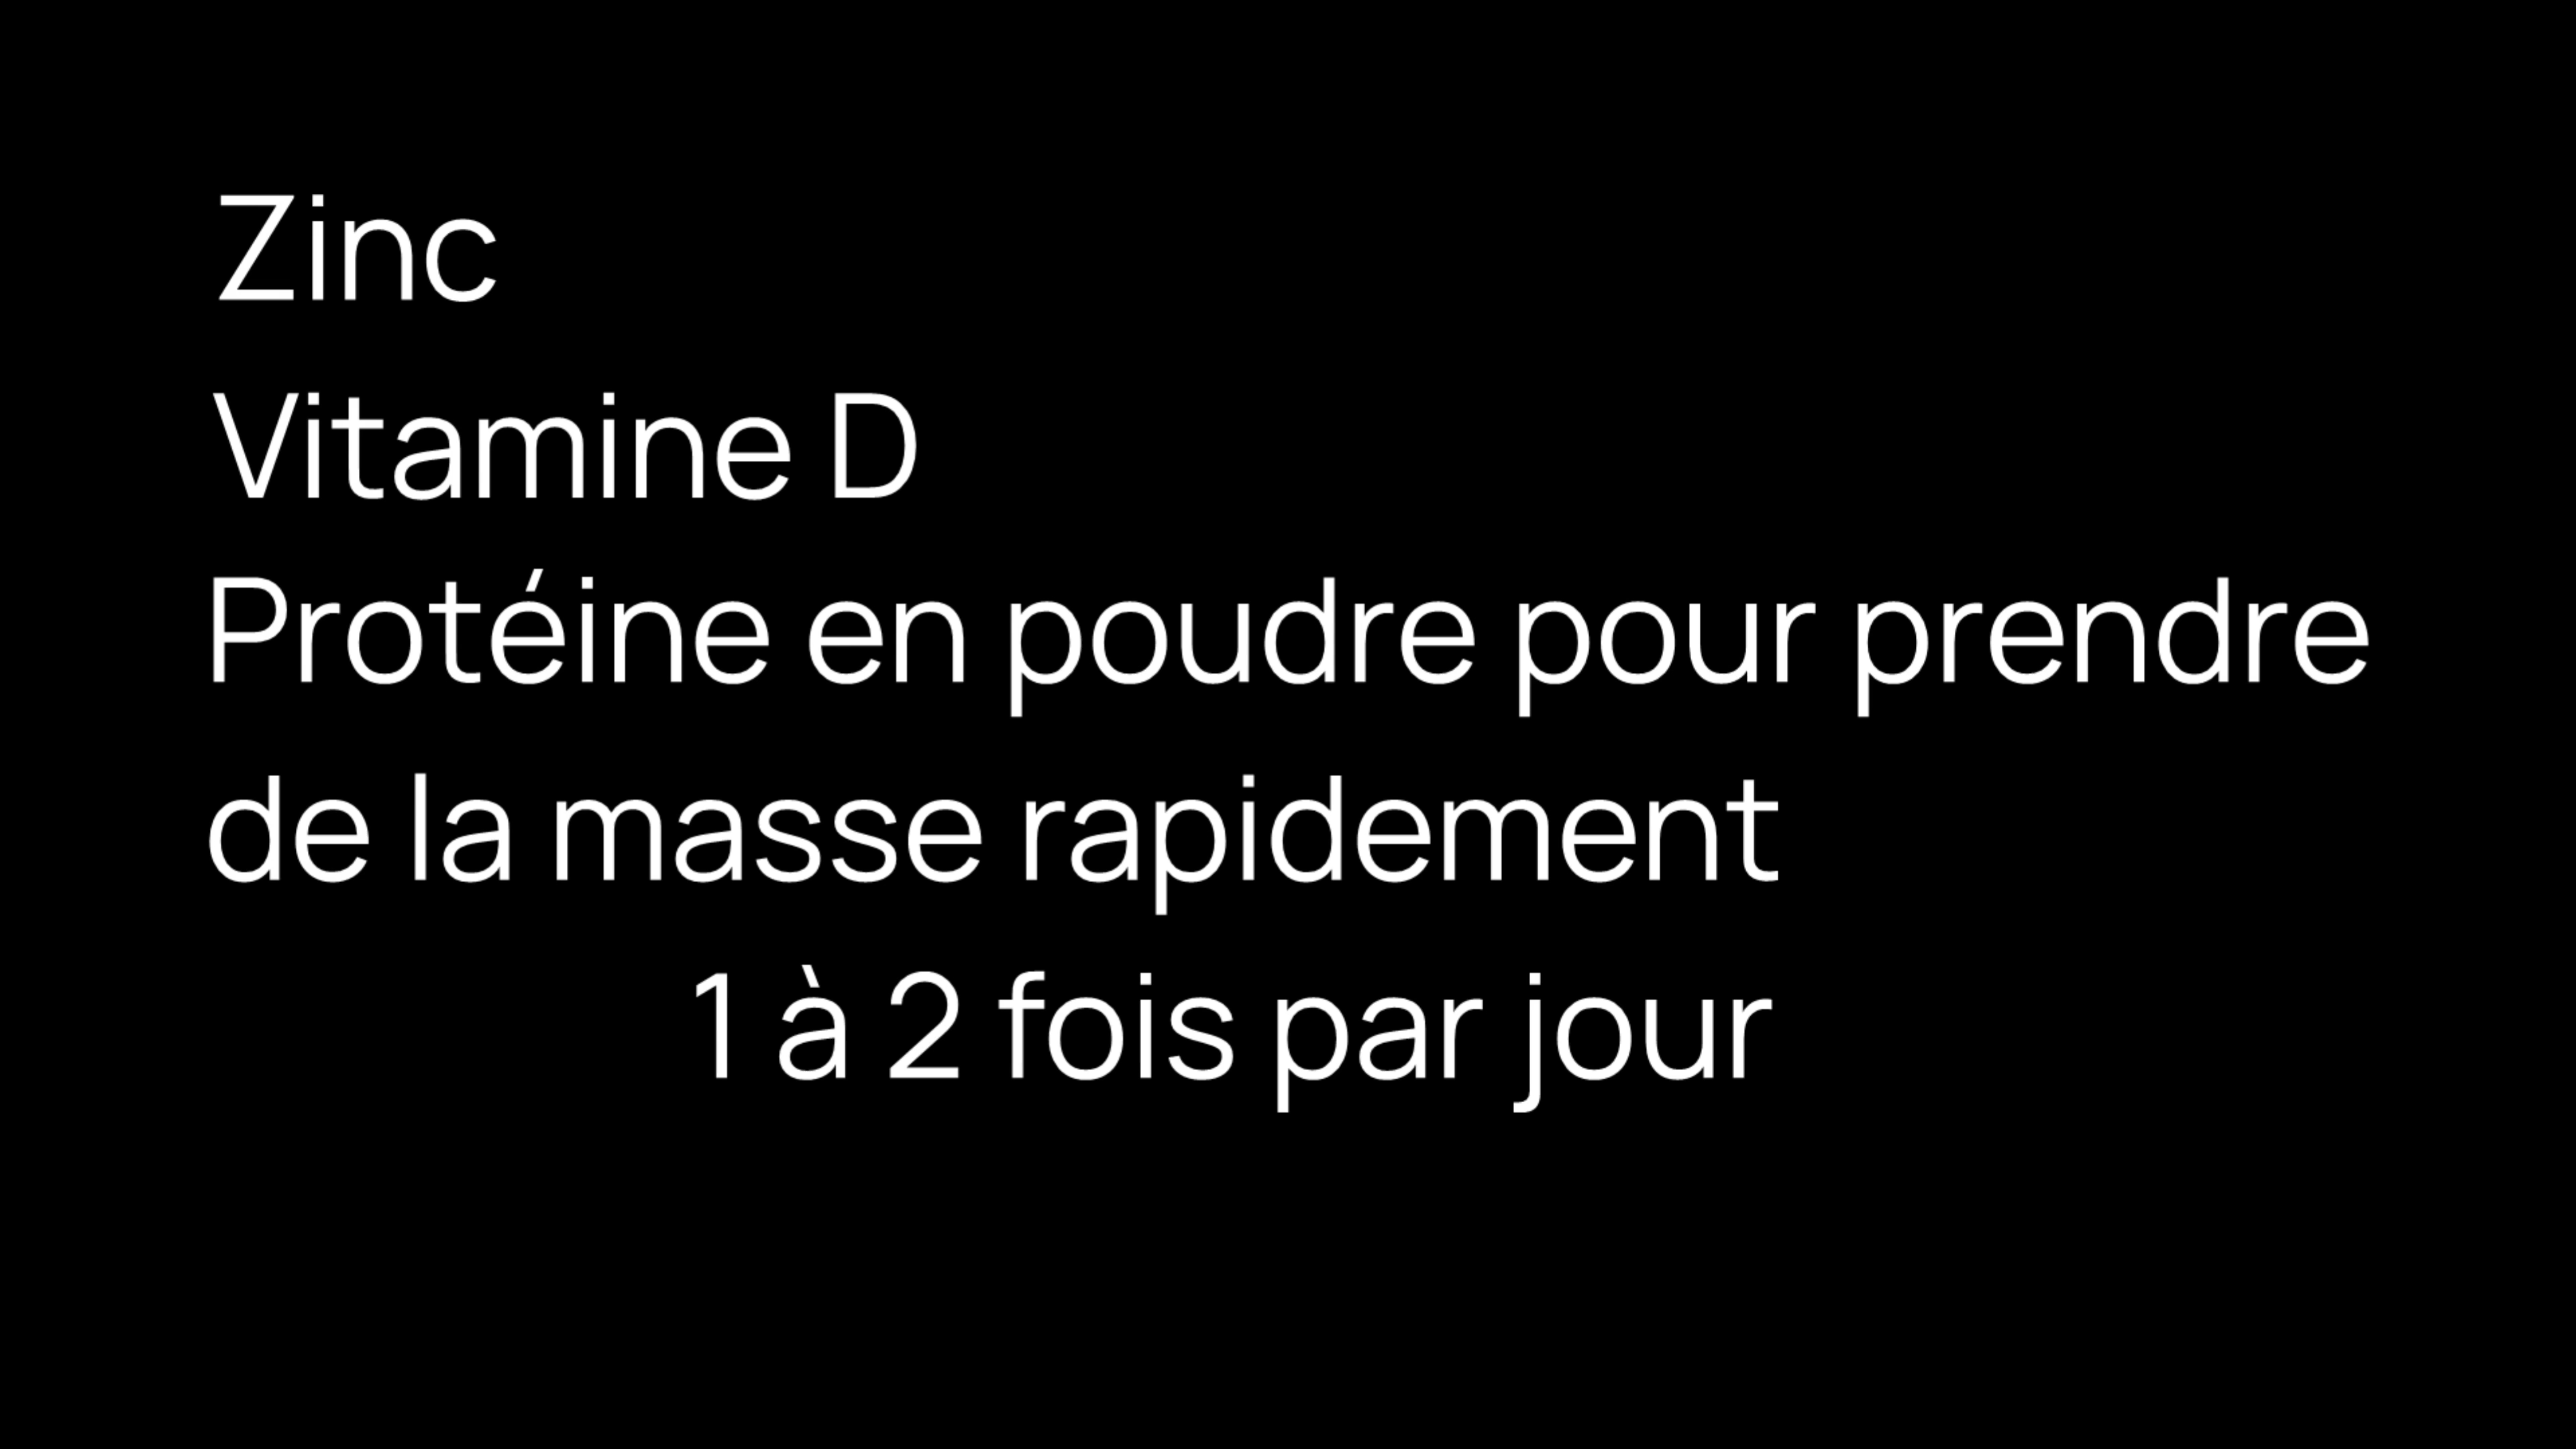 Zinc
Vitamine D
Protéine en poudre pour prendre
de la masse rapidement
1 à 2 fois par jour